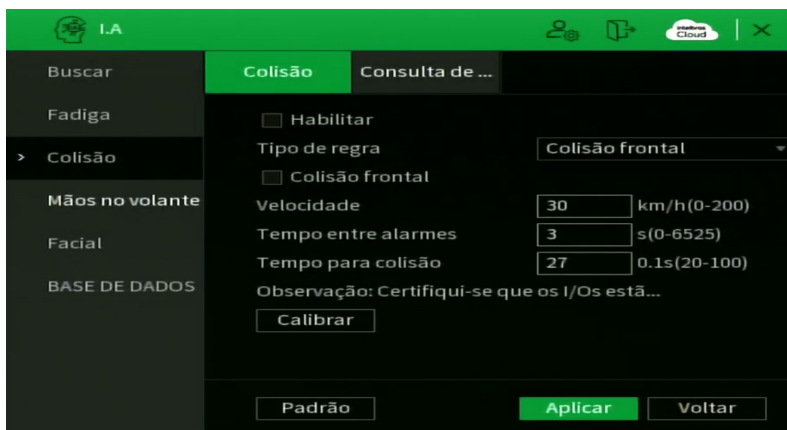 I.A
intelbras
Cloud
Buscar
Fadiga
> Colisão
Mãos no volante
Facial
BASE DE DADOS
Colisão
Consulta de ...
Habilitar
Tipo de regra
Colisão frontal
Colisão frontal
Velocidade 30 km/h(0-200)
Tempo entre alarmes 3 s(0-6525)
Tempo para colisão 27 0.1s(20-100)
Observação: Certifiqui-se que os I/Os estã...
Calibrar
Padrão
Aplicar
Voltar